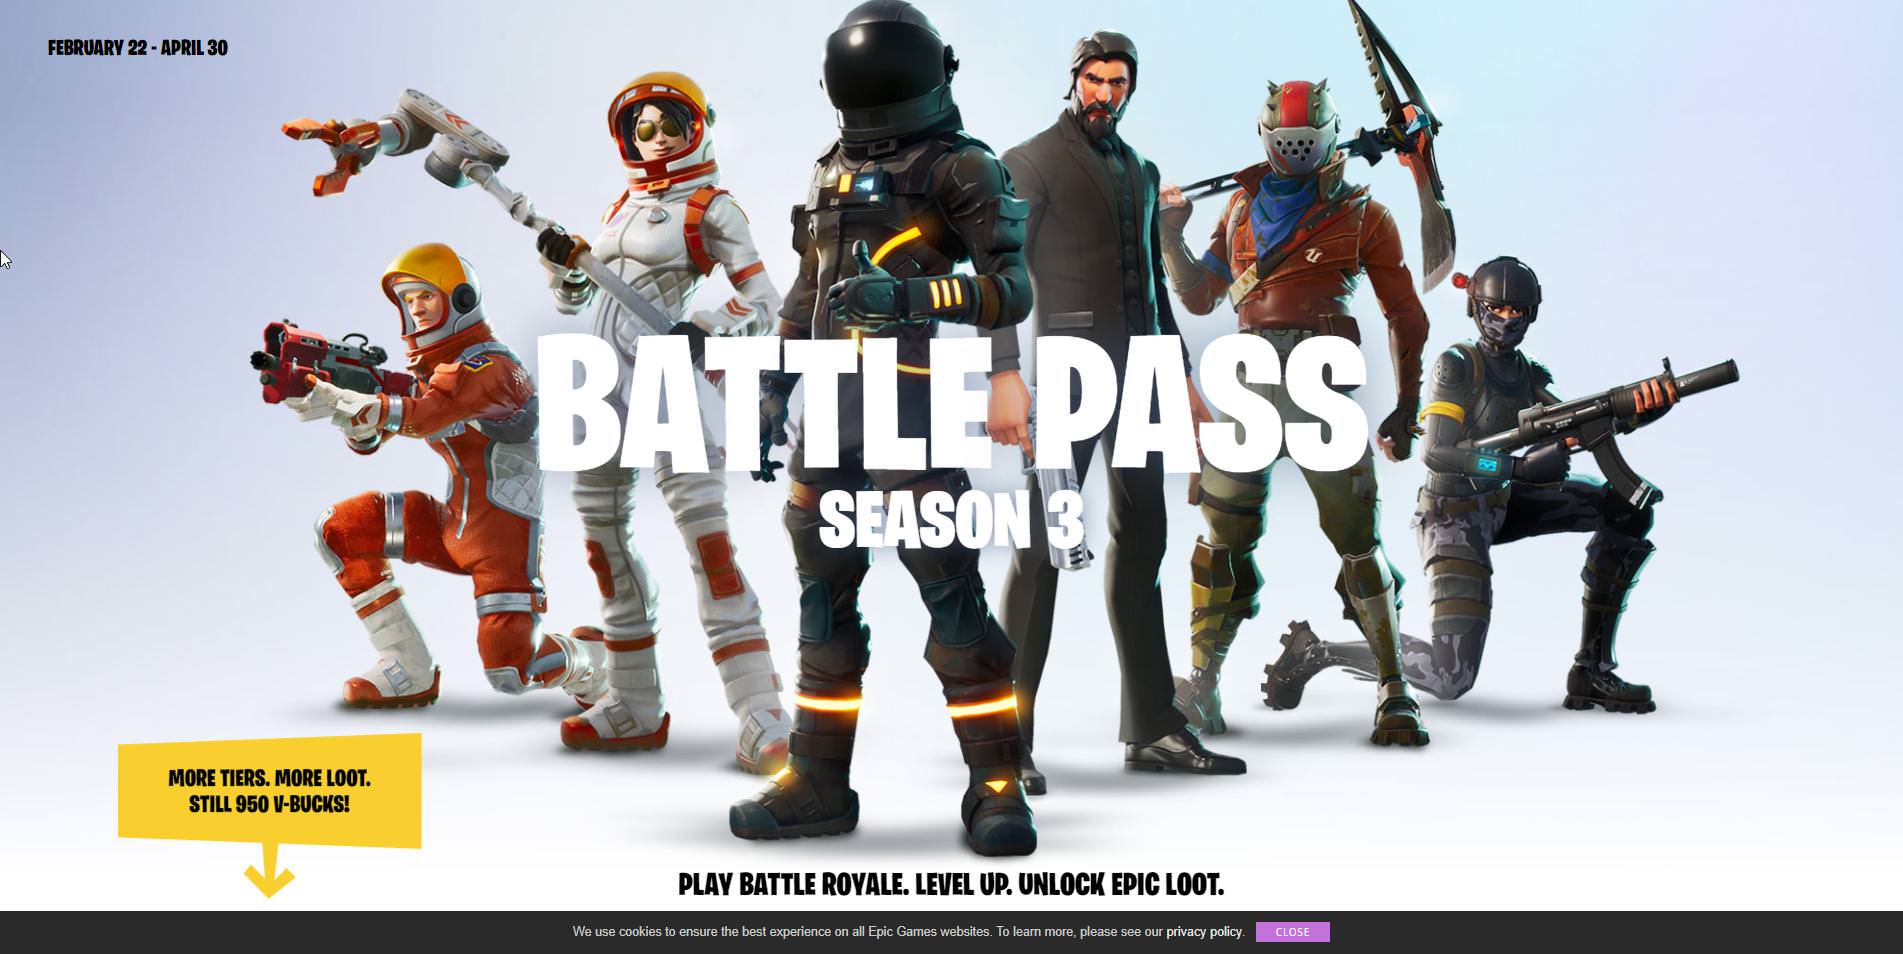 FEBRUARY 22 - APRIL 30
BATTLE PASS
SEASON 3
MORE TIERS. MORE LOOT.
STILL 950 V-BUCKS!
PLAY BATTLE ROYALE. LEVEL UP. UNLOCK EPIC LOOT.
We use cookies to ensure the best experience on all Epic Games websites. To learn more, please see our privacy policy. CLOSE